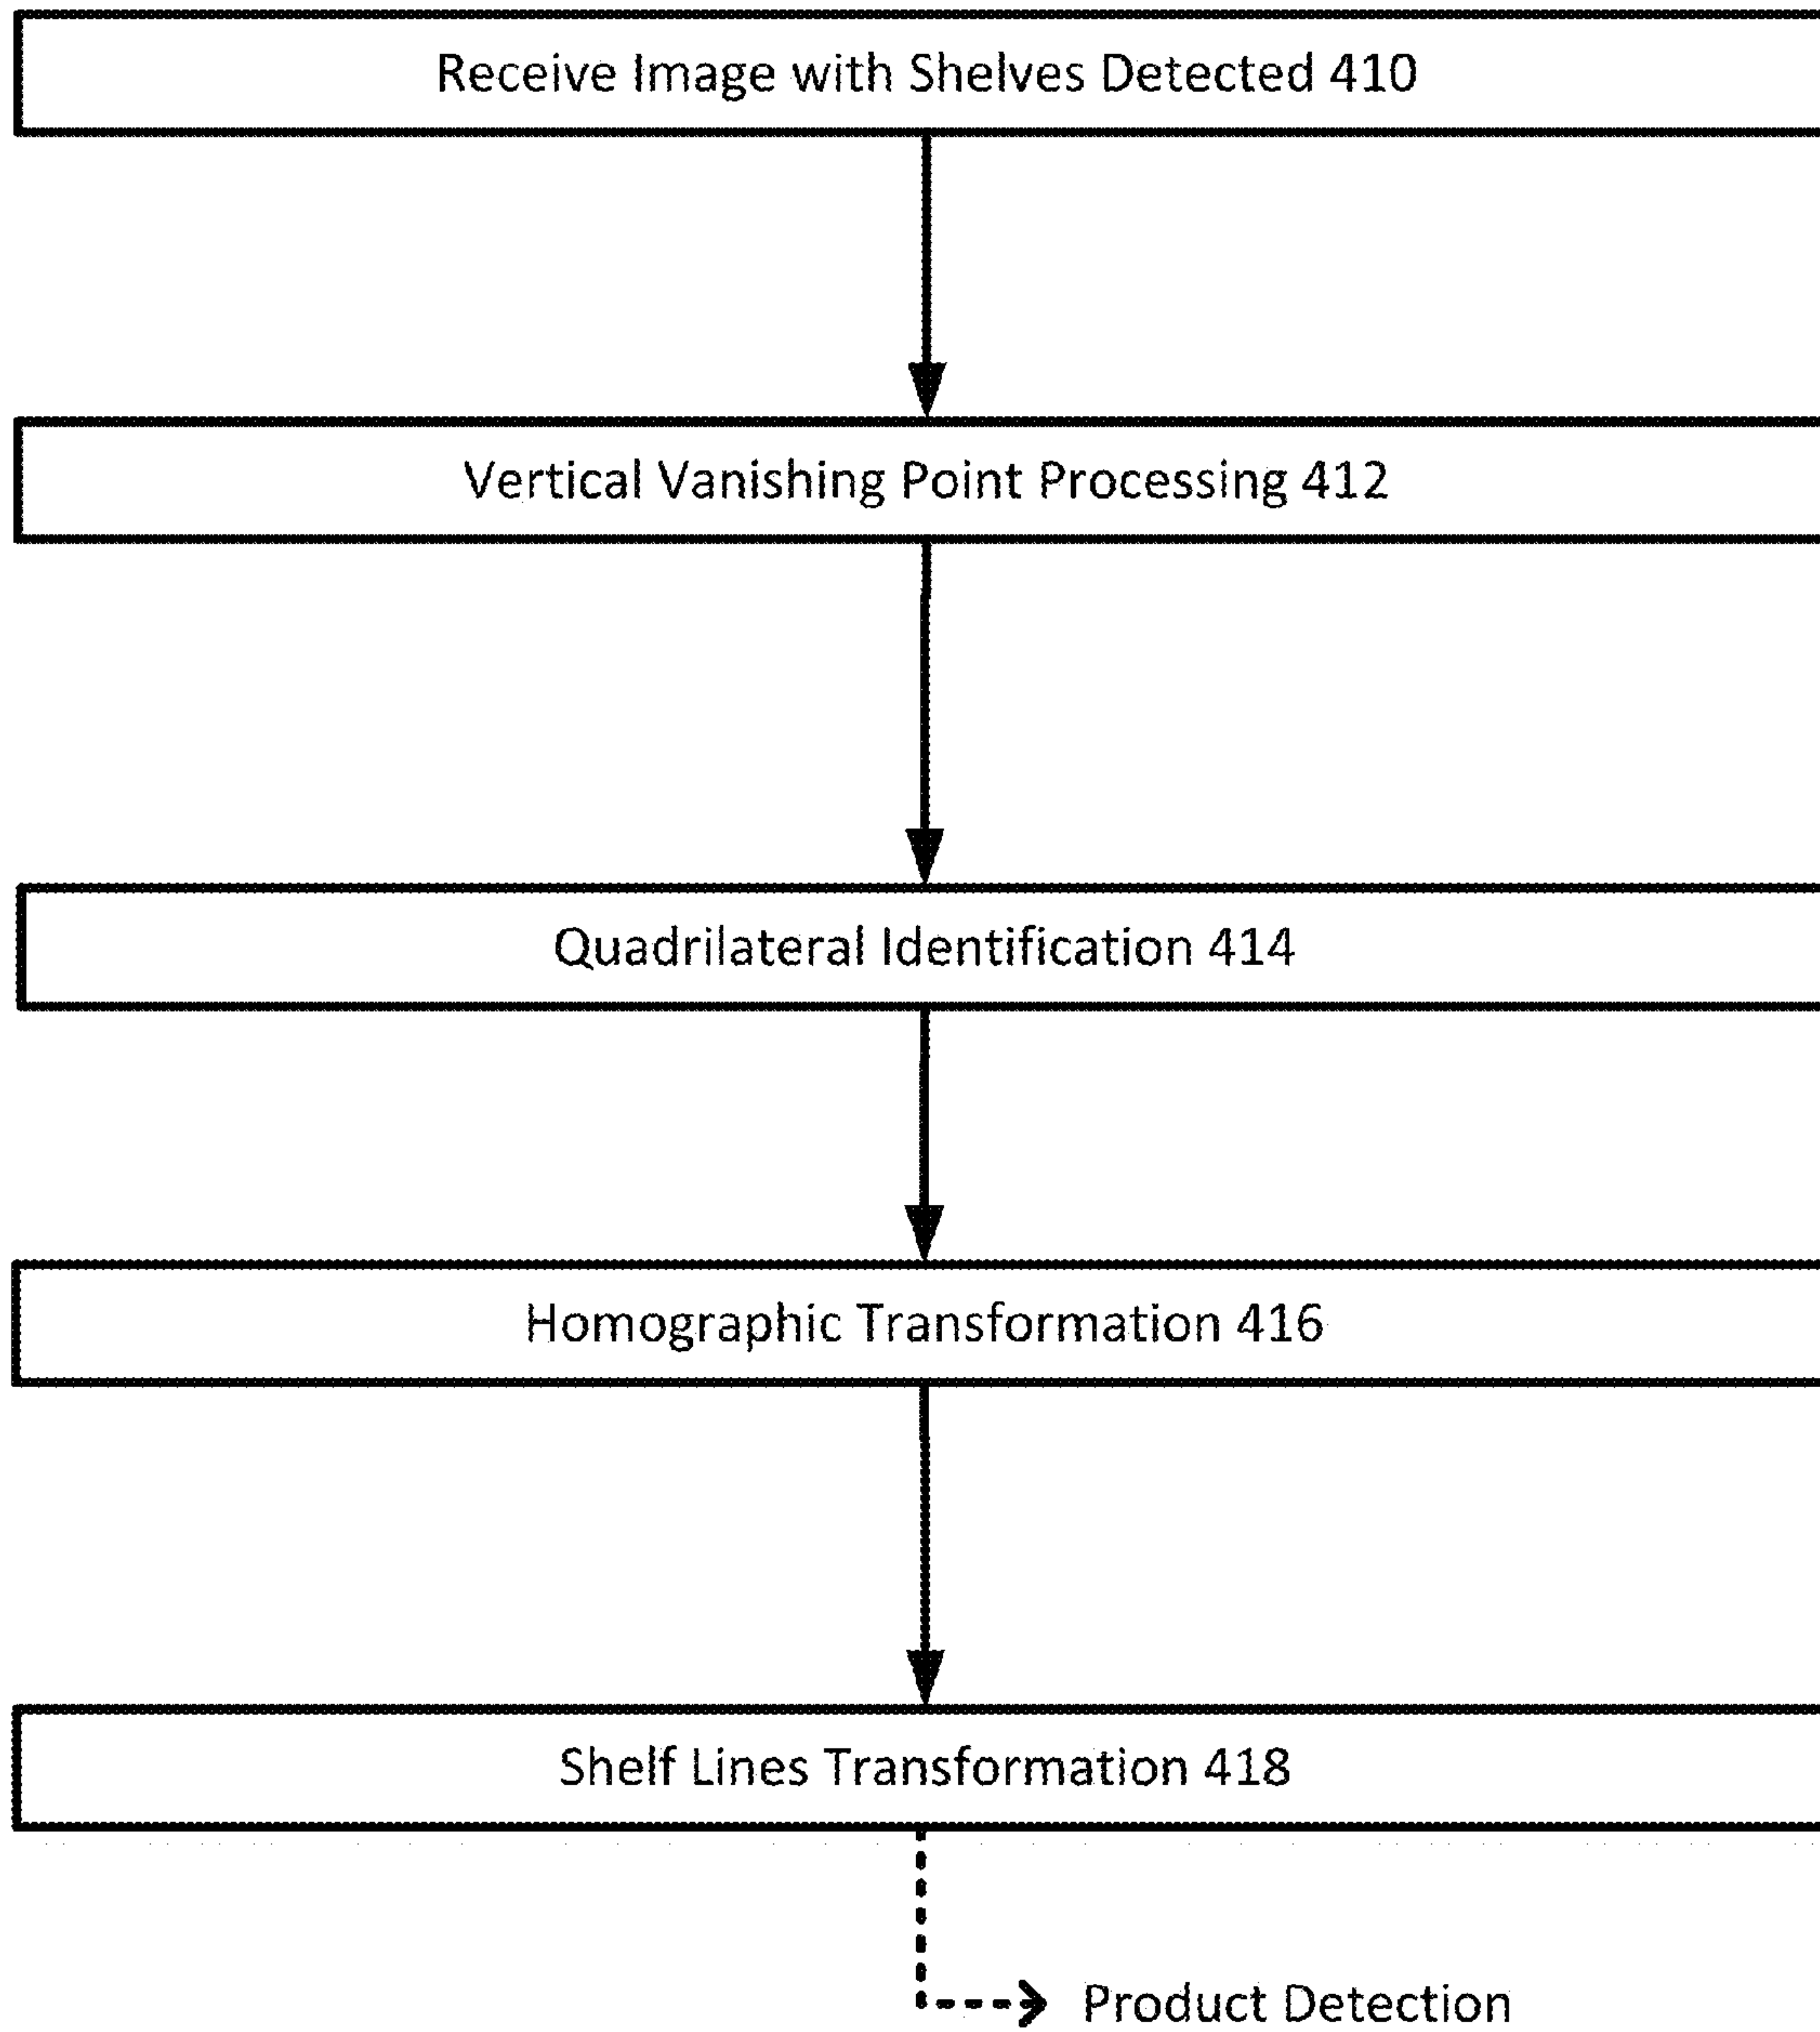 Receive Image with Shelves Detected 410
Vertical Vanishing Point Processing 412
Quadrilateral Identification 414
Homographic Transformation 416
Shelf Lines Transformation 418
Product Detection